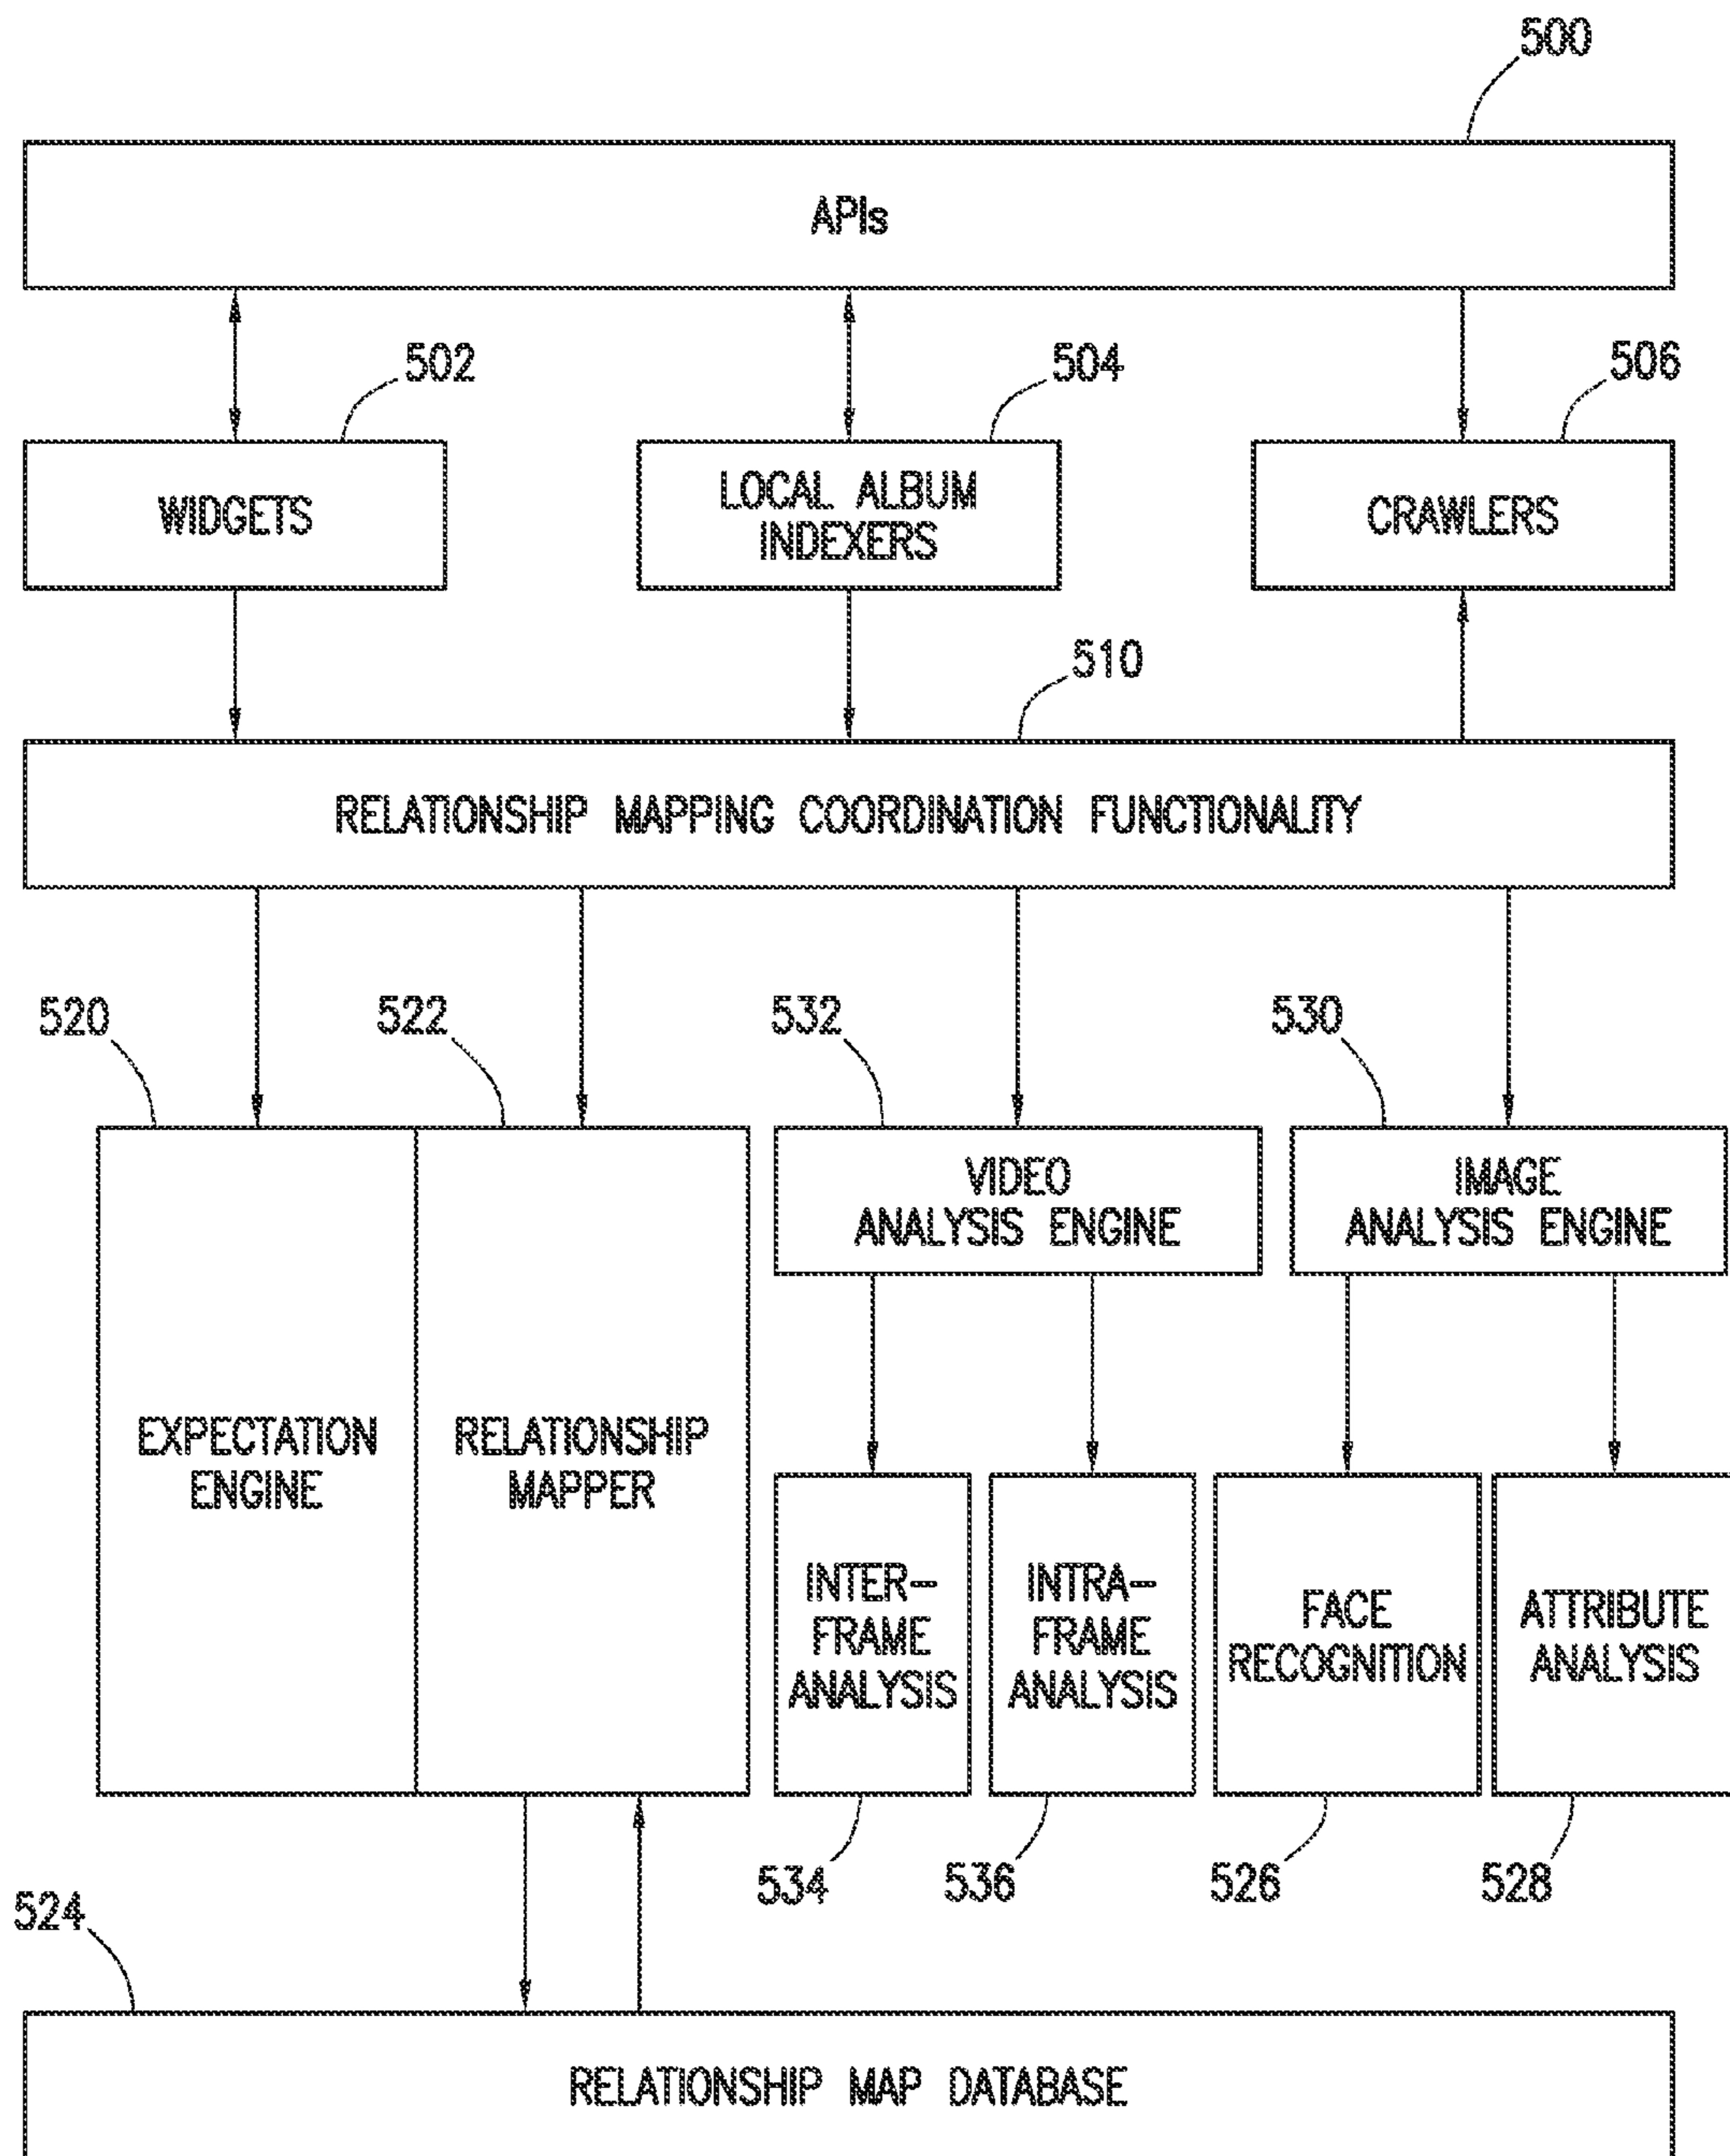 500
APIs
502
504
506
WIDGETS
LOCAL ALBUM
INDEXERS
CRAWLERS
510
RELATIONSHIP MAPPING COORDINATION FUNCTIONALITY
520
522
532
530
VIDEO
ANALYSIS ENGINE
IMAGE
ANALYSIS ENGINE
EXPECTATION
ENGINE
RELATIONSHIP
MAPPER
INTER-
FRAME
ANALYSIS
INTRA-
FRAME
ANALYSIS
FACE
RECOGNITION
ATTRIBUTE
ANALYSIS
534
536
526
528
524
RELATIONSHIP MAP DATABASE